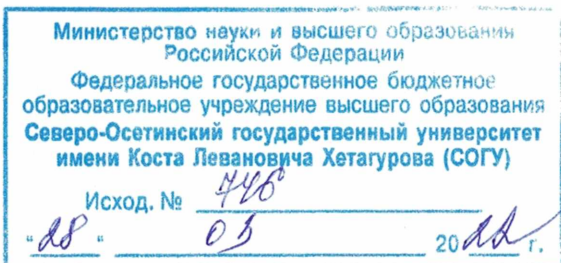 Министерство науки и высшего образования
Российской Федерации
Федеральное государственное бюджетное
образовательное учреждение высшего образования
Северо-Осетинский государственный университет
имени Коста Левановича Хетагурова (СОГУ)
Исход. № 746
"28" 03 2022 г.